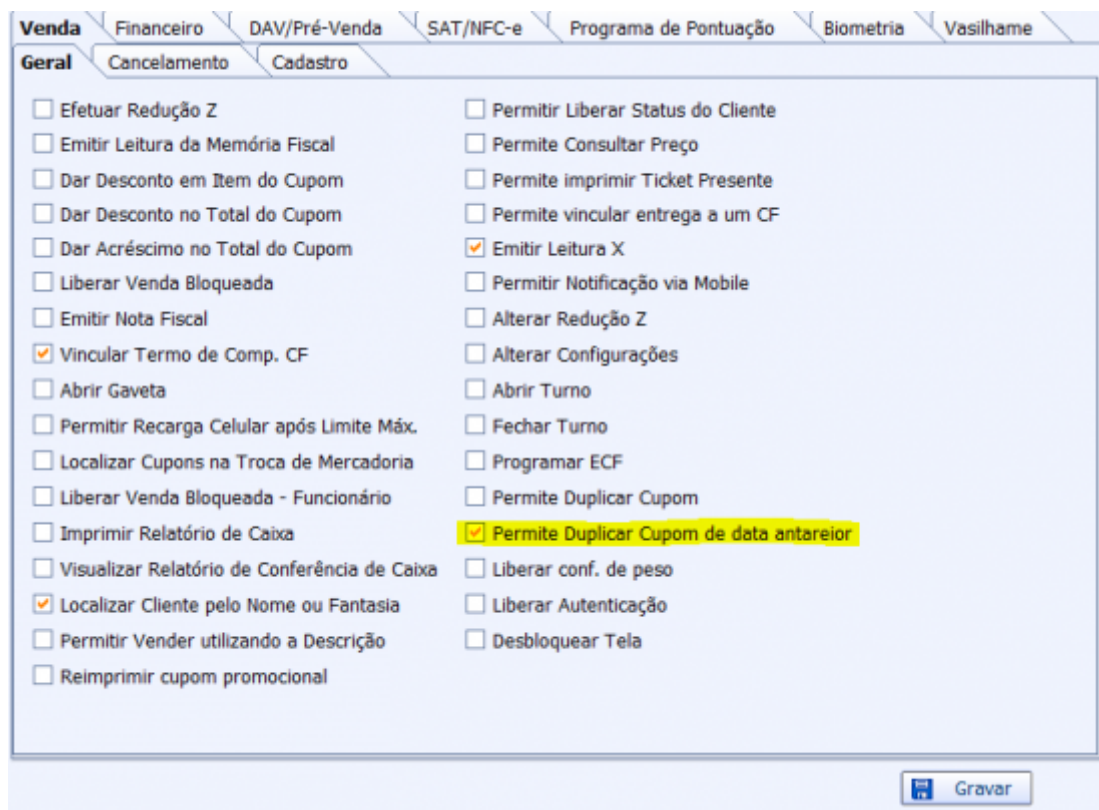 Venda Financeiro DAV/Pré-Venda SAT/NFC-e Programa de Pontuação Biometria Vasilhame
Geral Cancelamento Cadastro
Efetuar Redução Z
Emitir Leitura da Memória Fiscal
Dar Desconto em Item do Cupom
Dar Desconto no Total do Cupom
Dar Acréscimo no Total do Cupom
Liberar Venda Bloqueada
Emitir Nota Fiscal
Vincular Termo de Comp. CF
Abrir Gaveta
Permitir Recarga Celular após Limite Máx.
Localizar Cupons na Troca de Mercadoria
Liberar Venda Bloqueada - Funcionário
Imprimir Relatório de Caixa
Visualizar Relatório de Conferência de Caixa
Localizar Cliente pelo Nome ou Fantasia
Permitir Vender utilizando a Descrição
Reimprimir cupom promocional
Permitir Liberar Status do Cliente
Permite Consultar Preço
Permite imprimir Ticket Presente
Permite vincular entrega a um CF
Emitir Leitura X
Permitir Notificação via Mobile
Alterar Redução Z
Alterar Configurações
Abrir Turno
Fechar Turno
Programar ECF
Permite Duplicar Cupom
Permite Duplicar Cupom de data antareior
Liberar conf. de peso
Liberar Autenticação
Desbloquear Tela
Gravar